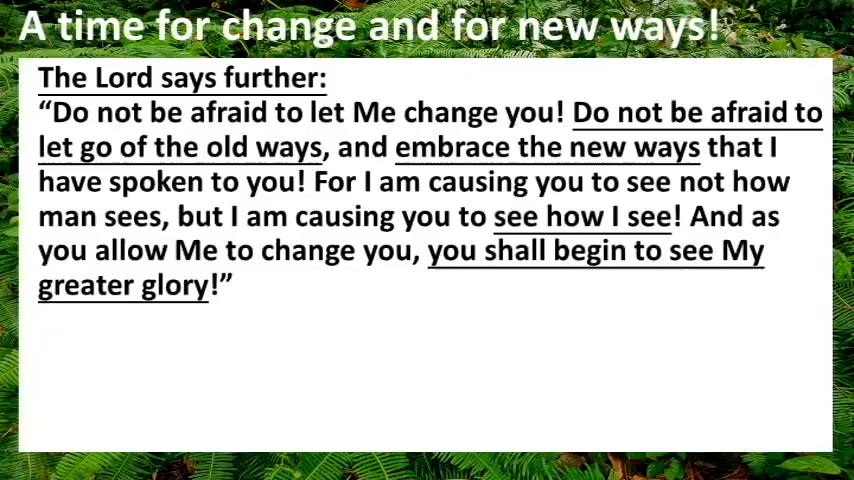 A time for change and for new ways!
The Lord says further:
“Do not be afraid to let Me change you! Do not be afraid to
let go of the old ways, and embrace the new ways that I
have spoken to you! For I am causing you to see not how
man sees, but I am causing you to see how I see! And as
you allow Me to change you, you shall begin to see My
greater glory!”